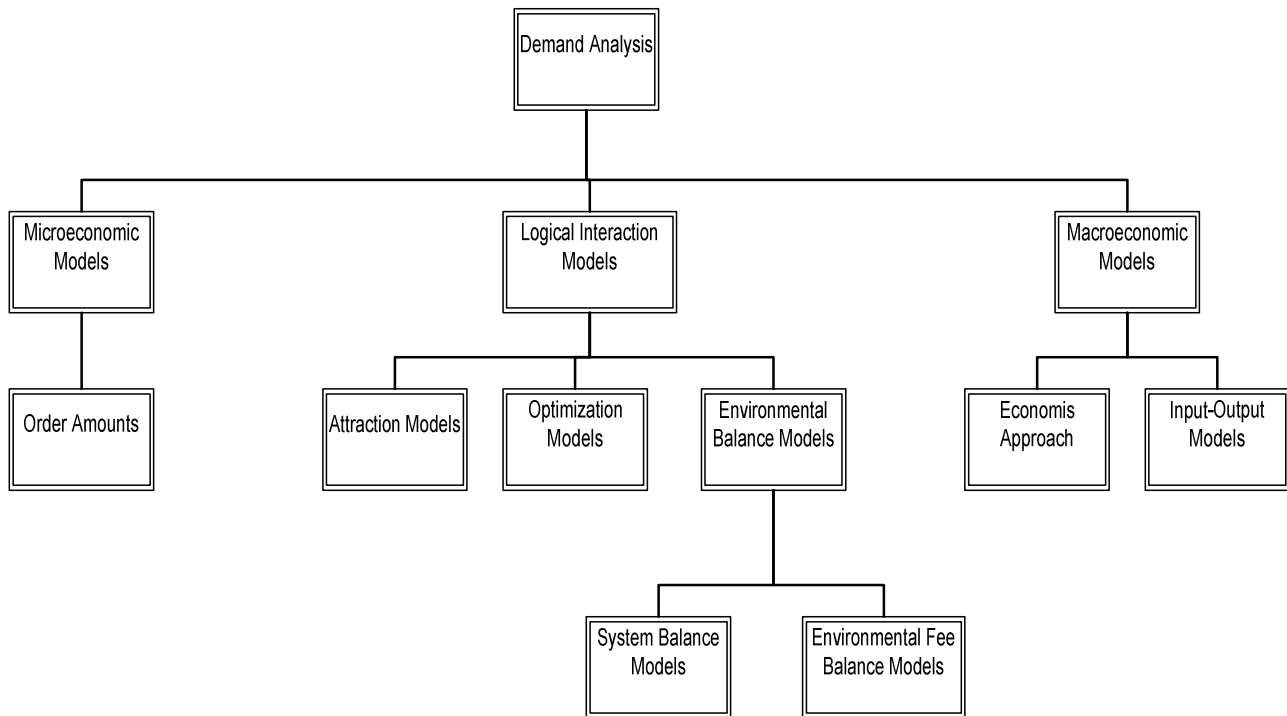 Demand Analysis
Microeconomic
Models
Logical Interaction
Models
Macroeconomic
Models
Order Amounts
Attraction Models
Optimization
Models
Environmental
Balance Models
Economis
Approach
Input-Output
Models
System Balance
Models
Environmental Fee
Balance Models